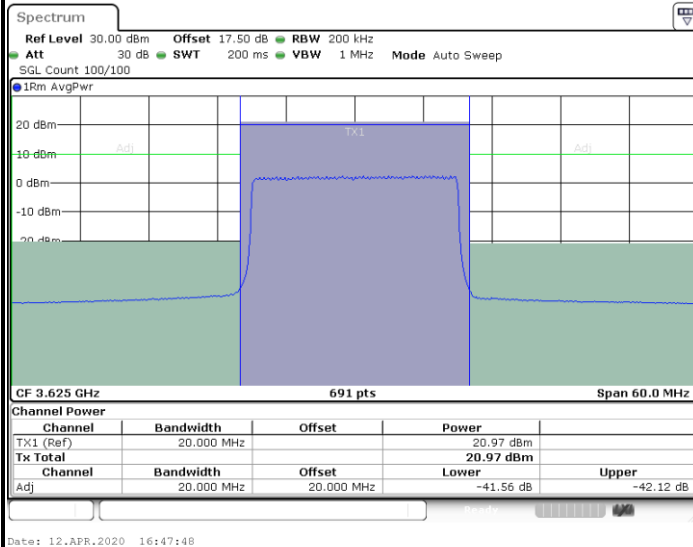 Spectrum
Ref Level 30.00 dBm Offset 17.50 dB RBW 200 kHz
Att 30 dB SWT 200 ms VBW 1 MHz Mode Auto Sweep
SGL Count 100/100
1Rm AvgPwr
20 dBm
TX1
Adj Adj
10 dBm
0 dBm
-10 dBm
-20 dBm
CF 3.625 GHz 691 pts Span 60.0 MHz
Channel Power
Channel Bandwidth Offset Power
TX1 (Ref) 20.000 MHz 20.97 dBm
Tx Total 20.97 dBm
Channel Bandwidth Offset Lower Upper
Adj 20.000 MHz 20.000 MHz -41.56 dB -42.12 dB
Ready
Date: 12.APR.2020 16:47:48